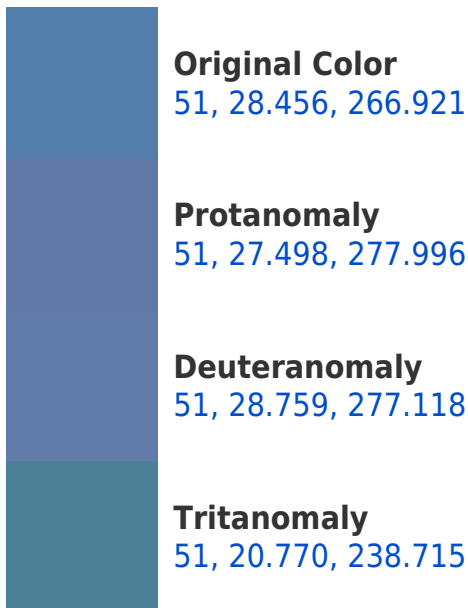 Original Color
51, 28.456, 266.921
Protanomaly
51, 27.498, 277.996
Deuteranomaly
51, 28.759, 277.118
Tritanomaly
51, 20.770, 238.715